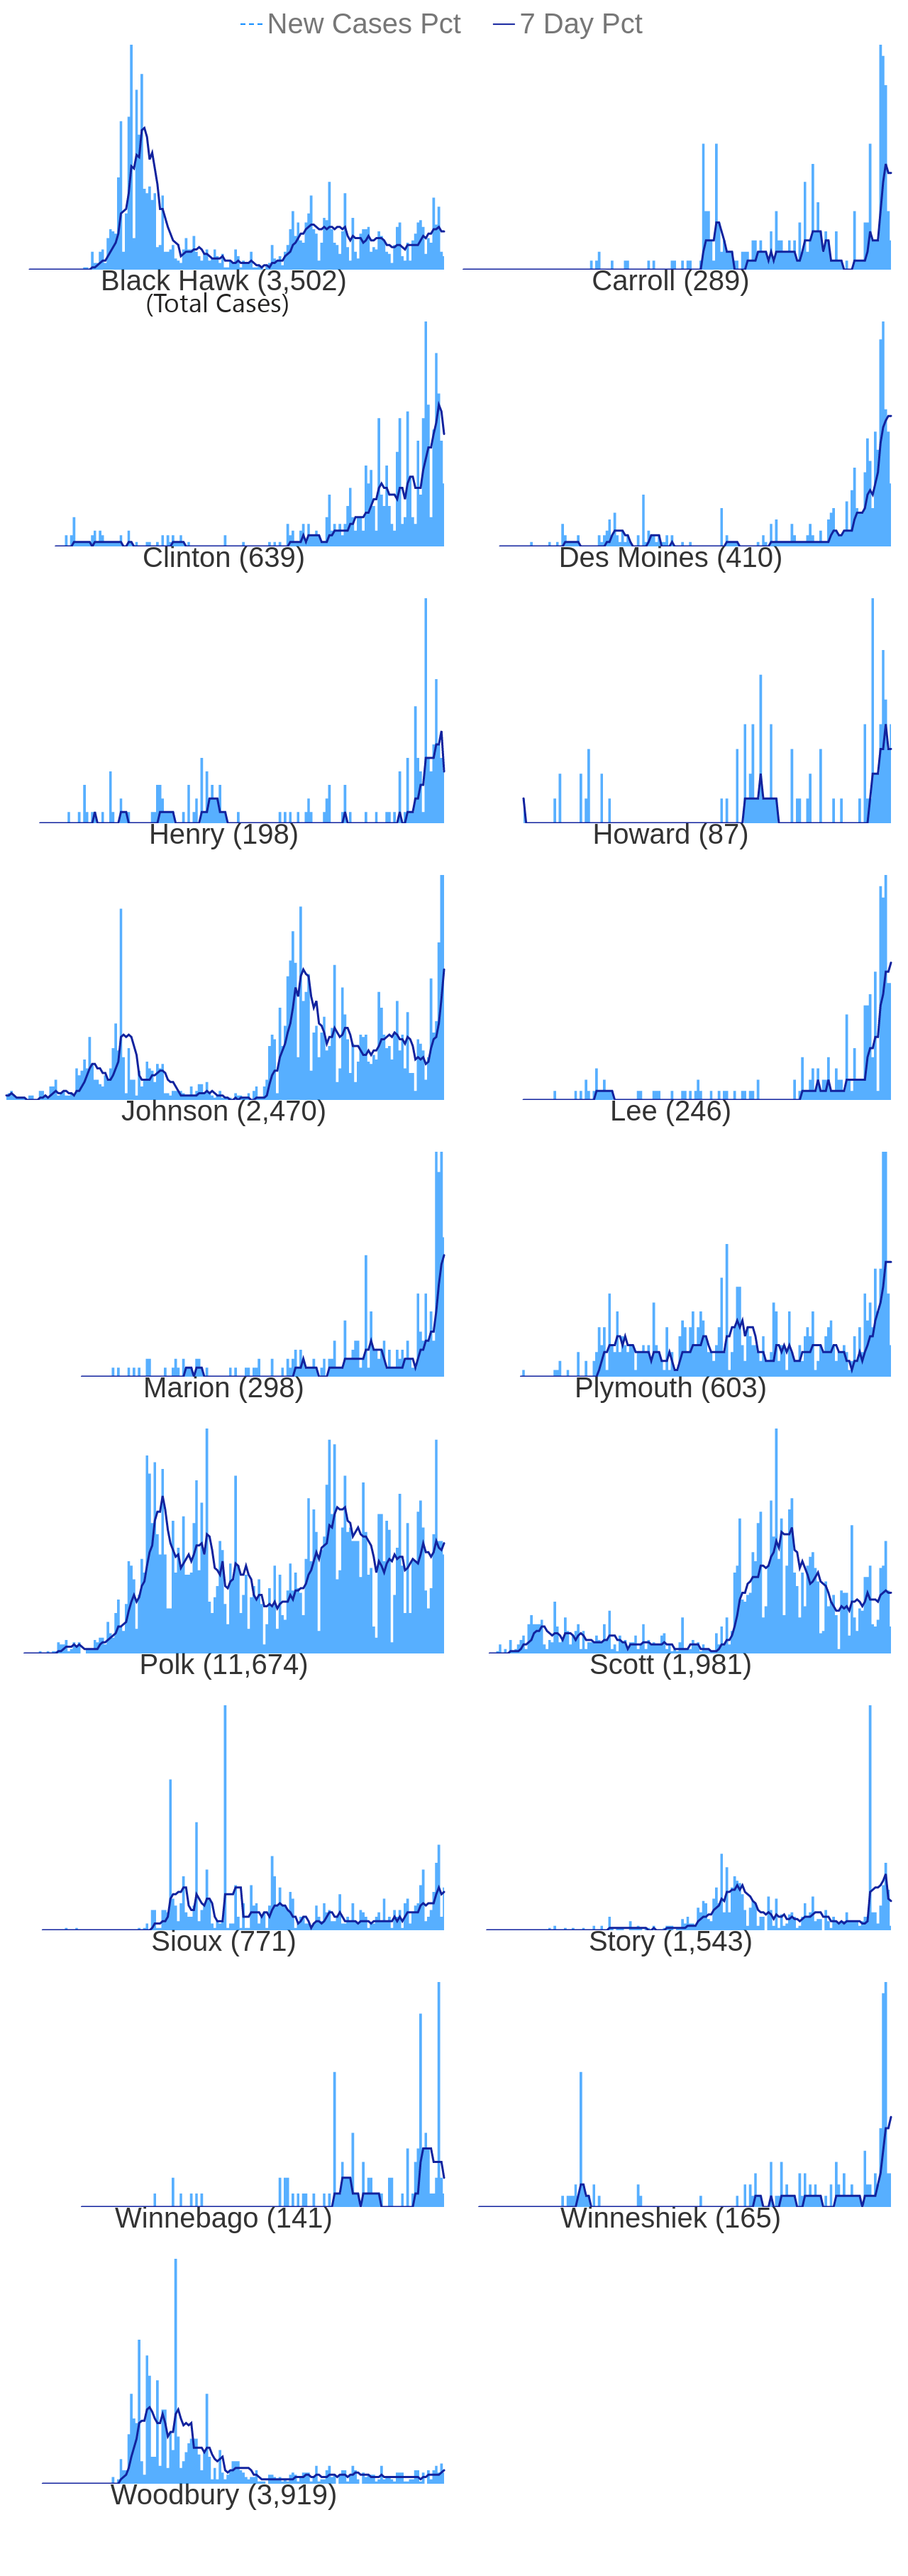 New Cases Pct 7 Day Pct
Black Hawk (3,502) Carroll (289)
(Total Cases)
Clinton (639) Des Moines (410)
Henry (198) Howard (87)
Johnson (2,470) Lee (246)
Marion (298) Plymouth (603)
Polk (11,674) Scott (1,981)
Sioux (771) Story (1,543)
Winnebago (141) Winneshiek (165)
Woodbury (3,919)